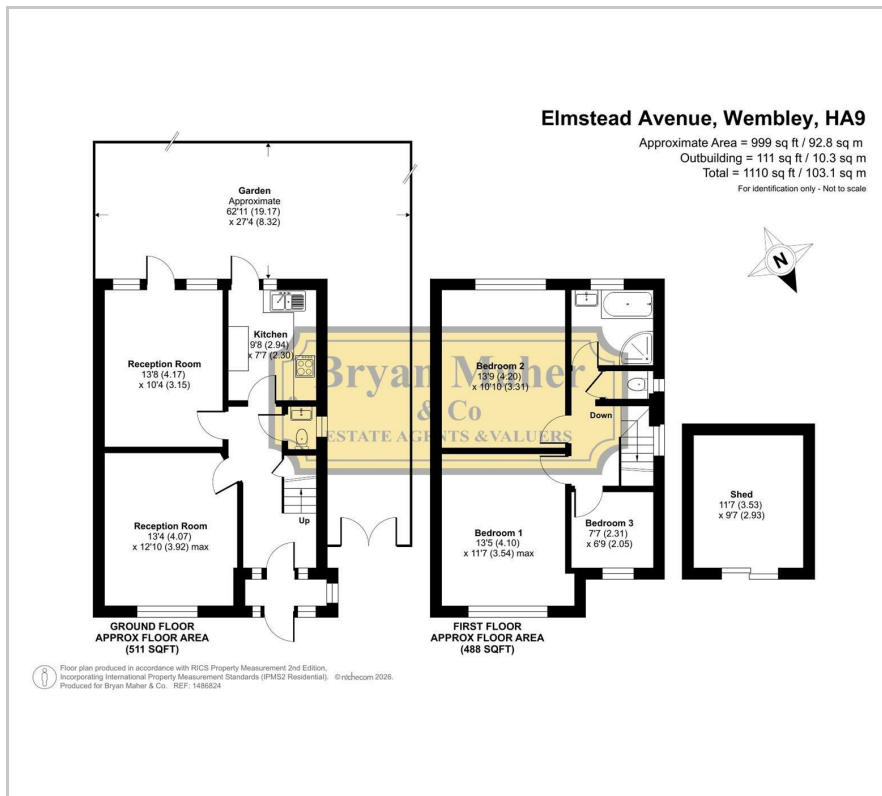 Elmstead Avenue, Wembley, HA9
Approximate Area = 999 sq ft / 92.8 sq m
Outbuilding = 111 sq ft / 10.3 sq m
Total = 1110 sq ft / 103.1 sq m
For identification only - Not to scale
N
Garden
Approximate
62'11 (19.17)
x 27'4 (8.32)
Kitchen
9'8 (2.94)
x 7'7 (2.30)
Reception Room
13'8 (4.17)
x 10'4 (3.15)
Reception Room
13'4 (4.07)
x 12'10 (3.92) max
Up
GROUND FLOOR
APPROX FLOOR AREA
(511 SQFT)
Bedroom 2
13'9 (4.20)
x 10'10 (3.31)
Down
Bedroom 1
13'5 (4.10)
x 11'7 (3.54) max
Bedroom 3
7'7 (2.31)
x 6'9 (2.05)
FIRST FLOOR
APPROX FLOOR AREA
(488 SQFT)
Shed
11'7 (3.53)
x 9'7 (2.93)
Bryan Maher
& Co
ESTATE AGENTS & VALUERS
Floor plan produced in accordance with RICS Property Measurement 2nd Edition,
Incorporating International Property Measurement Standards (IPMS2 Residential). ©nichecom 2026.
Produced for Bryan Maher & Co. REF: 1486824